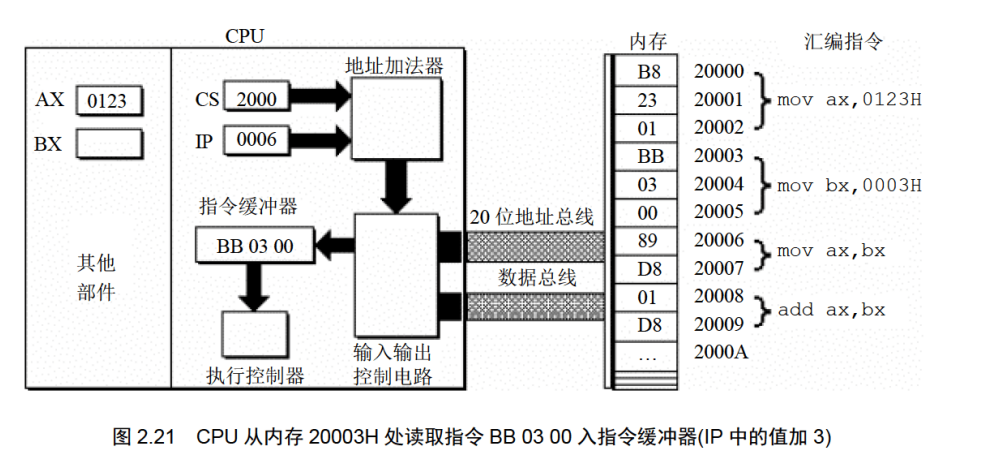 CPU
内存
汇编指令
地址加法器
AX 0123
BX
CS 2000
IP 0006
指令缓冲器
BB 03 00
其他
部件
执行控制器
输入输出
控制电路
20 位地址总线
数据总线
B8 20000
23 20001 mov ax,0123H
01 20002
BB 20003
03 20004 mov bx,0003H
00 20005
89 20006
D8 20007 mov ax,bx
01 20008
D8 20009 add ax,bx
… 2000A
图 2.21 CPU 从内存 20003H 处读取指令 BB 03 00 入指令缓冲器(IP 中的值加 3)